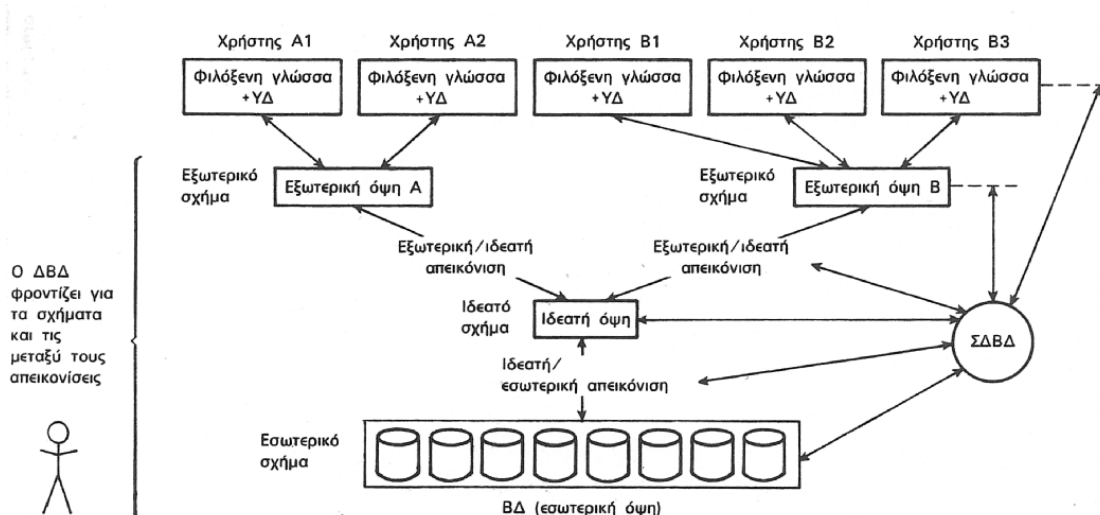 Χρήστης Α1
Χρήστης Α2
Χρήστης Β1
Χρήστης Β2
Χρήστης Β3
Φιλόξενη γλώσσα
+ΥΔ
Φιλόξενη γλώσσα
+ΥΔ
Φιλόξενη γλώσσα
+ΥΔ
Φιλόξενη γλώσσα
+ΥΔ
Φιλόξενη γλώσσα
+ΥΔ
Εξωτερικό
σχήμα
Εξωτερική όψη Α
Εξωτερικό
σχήμα
Εξωτερική όψη Β
Εξωτερική/ιδεατή
απεικόνιση
Εξωτερική/ιδεατή
απεικόνιση
Ο ΔΒΔ
φροντίζει για
τα σχήματα
και τις
μεταξύ τους
απεικονίσεις
Ιδεατό
σχήμα
Ιδεατή όψη
ΣΔΒΔ
Ιδεατή/
εσωτερική απεικόνιση
Εσωτερικό
σχήμα
ΒΔ (εσωτερική όψη)